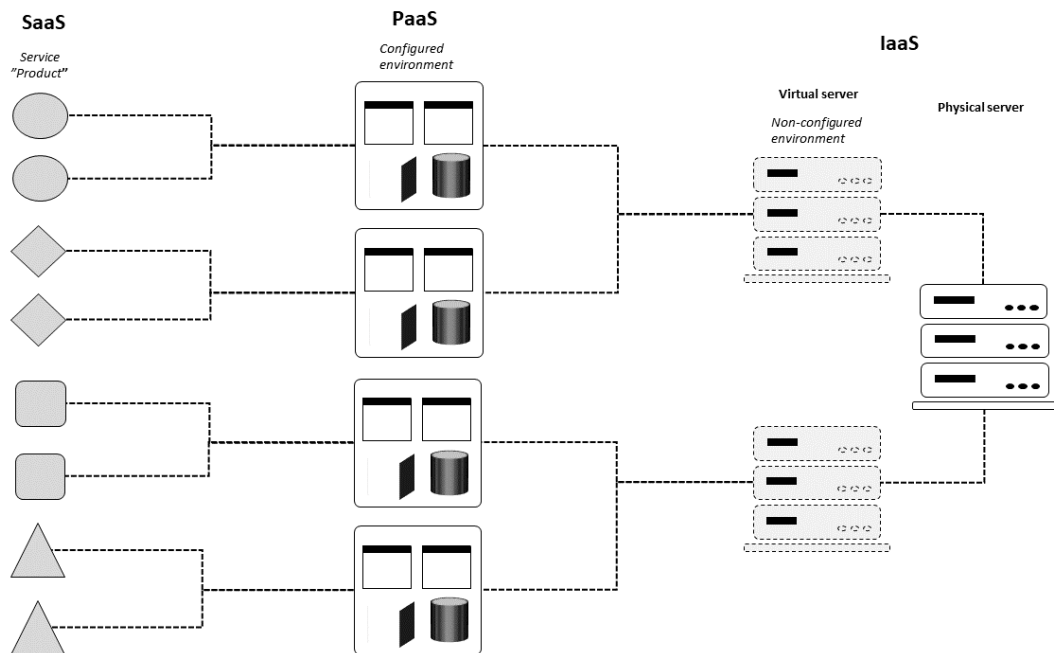 SaaS
Service
”Product”
PaaS
Configured
environment
IaaS
Virtual server
Non-configured
environment
Physical server